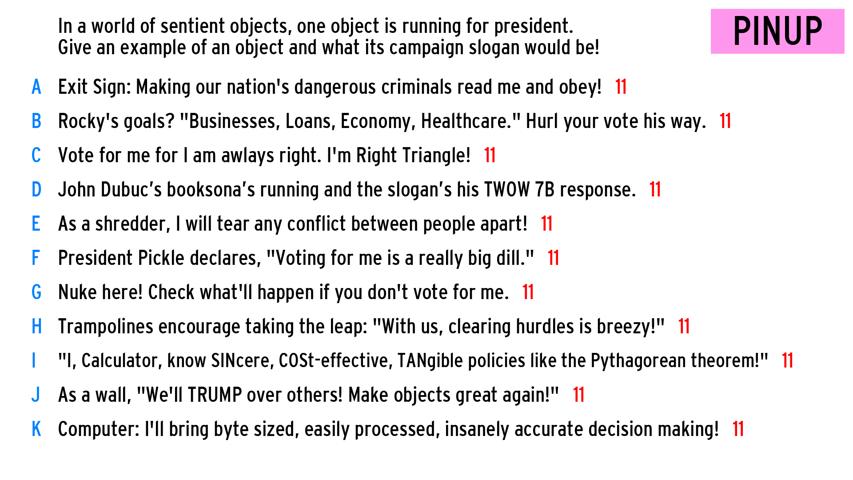 In a world of sentient objects, one object is running for president.
Give an example of an object and what its campaign slogan would be!
PINUP
A Exit Sign: Making our nation's dangerous criminals read me and obey! 11
B Rocky's goals? "Businesses, Loans, Economy, Healthcare." Hurl your vote his way. 11
C Vote for me for I am awlays right. I'm Right Triangle! 11
D John Dubuc's booksona's running and the slogan's his TWOW 7B response. 11
E As a shredder, I will tear any conflict between people apart! 11
F President Pickle declares, "Voting for me is a really big dill." 11
G Nuke here! Check what'll happen if you don't vote for me. 11
H Trampolines encourage taking the leap: "With us, clearing hurdles is breezy!" 11
I "I, Calculator, know SINcere, COSt-effective, TANgible policies like the Pythagorean theorem!" 11
J As a wall, "We'll TRUMP over others! Make objects great again!" 11
K Computer: I'll bring byte sized, easily processed, insanely accurate decision making! 11